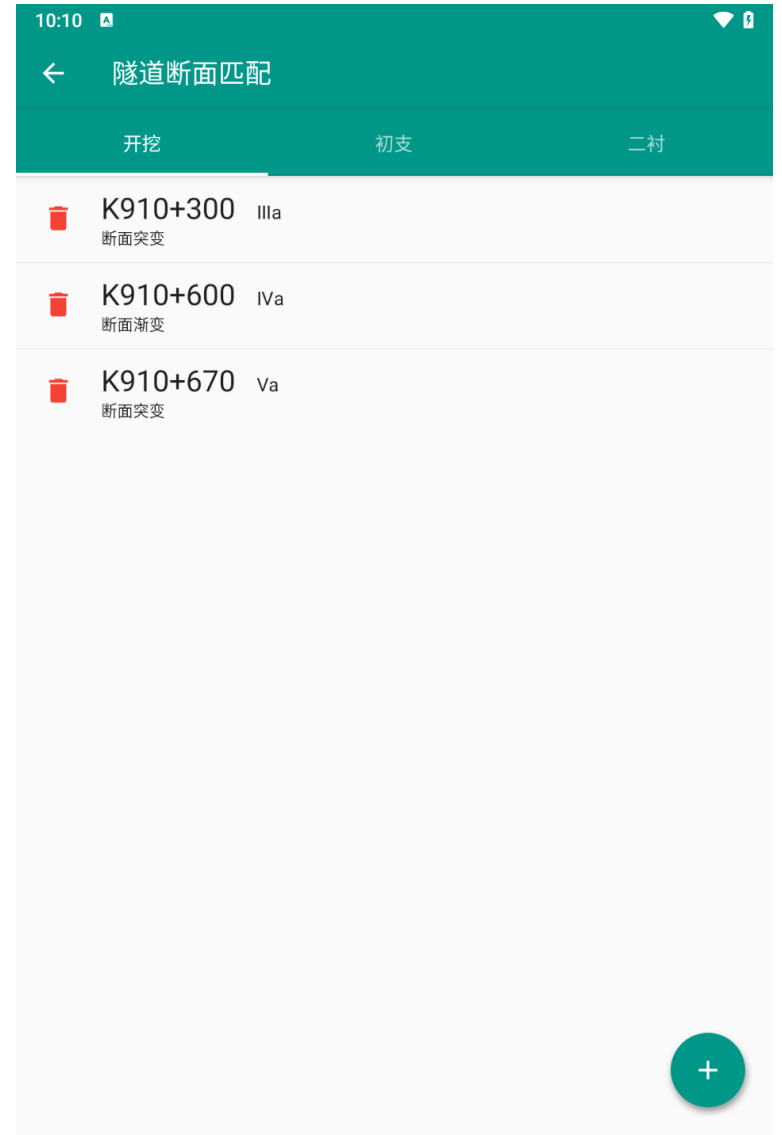 10:10
隧道断面匹配
开挖
初支
二衬
K910+300 IIIa
断面突变
K910+600 IVa
断面渐变
K910+670 Va
断面突变